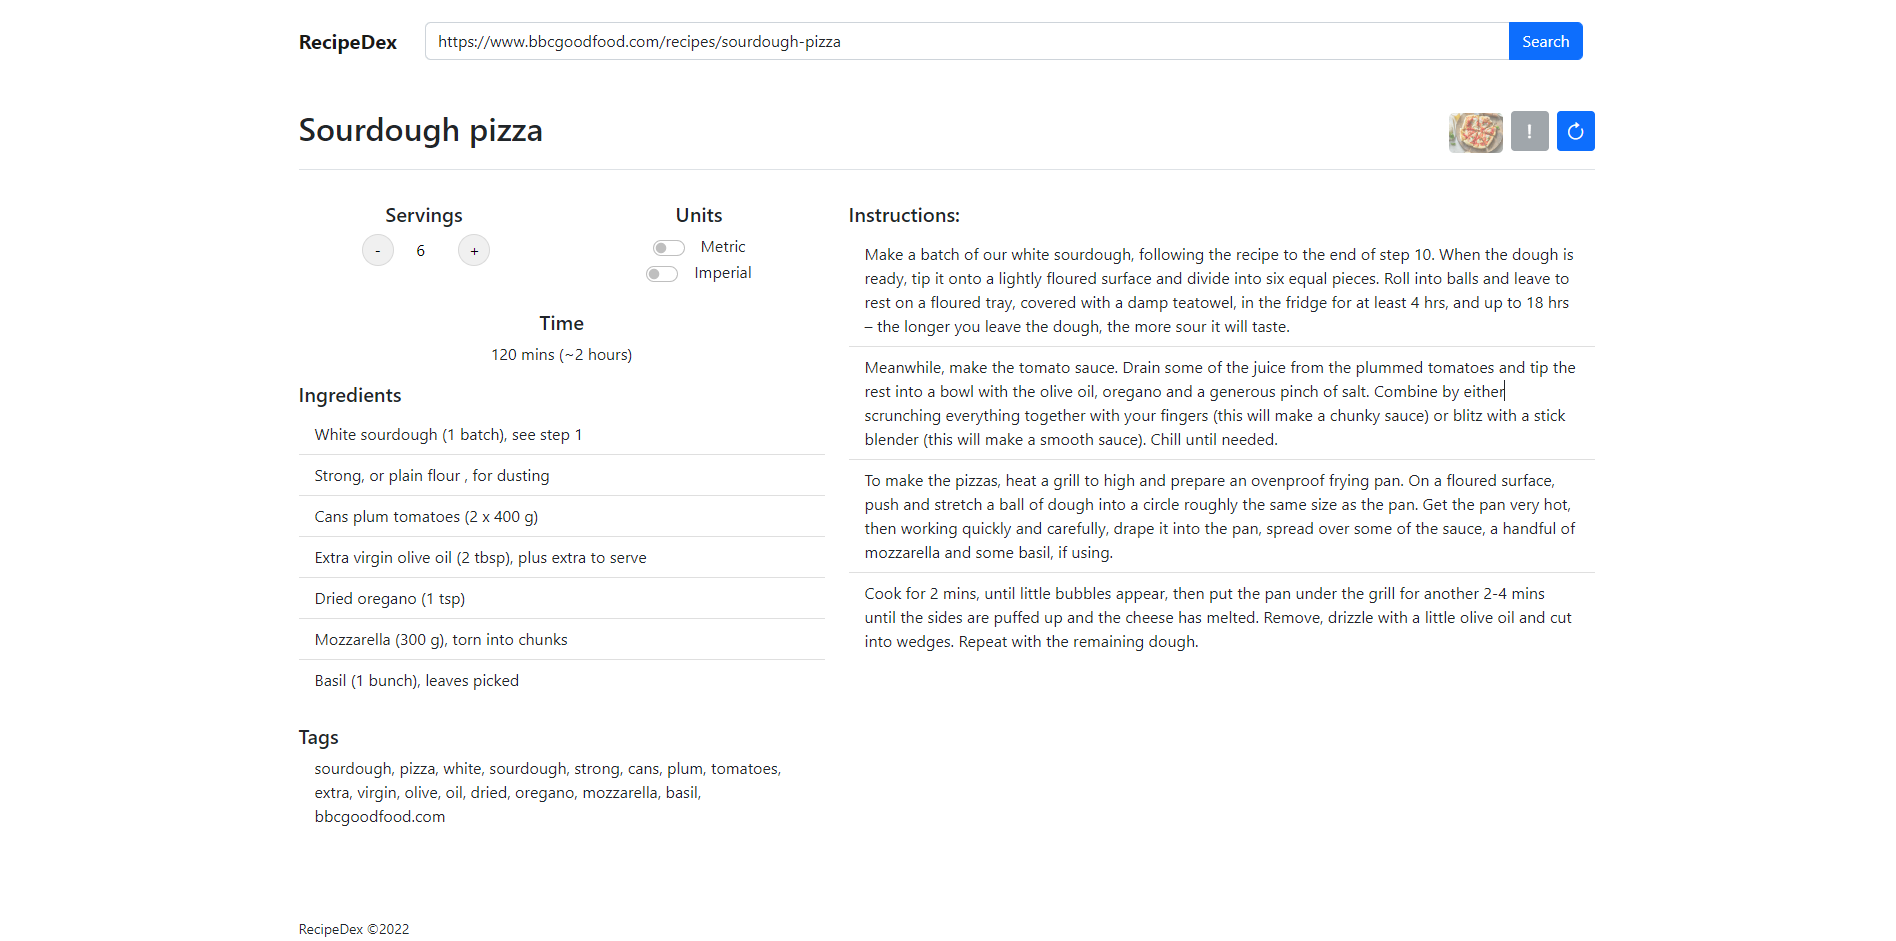 RecipeDex
https://www.bbcgoodfood.com/recipes/sourdough-pizza
Search
Sourdough pizza
!
Servings
- 6 +
Units
Metric
Imperial
Time
120 mins (~2 hours)
Ingredients
White sourdough (1 batch), see step 1
Strong, or plain flour , for dusting
Cans plum tomatoes (2 x 400 g)
Extra virgin olive oil (2 tbsp), plus extra to serve
Dried oregano (1 tsp)
Mozzarella (300 g), torn into chunks
Basil (1 bunch), leaves picked
Tags
sourdough, pizza, white, sourdough, strong, cans, plum, tomatoes,
extra, virgin, olive, oil, dried, oregano, mozzarella, basil,
bbcgoodfood.com
Instructions:
Make a batch of our white sourdough, following the recipe to the end of step 10. When the dough is
ready, tip it onto a lightly floured surface and divide into six equal pieces. Roll into balls and leave to
rest on a floured tray, covered with a damp teatowel, in the fridge for at least 4 hrs, and up to 18 hrs
– the longer you leave the dough, the more sour it will taste.
Meanwhile, make the tomato sauce. Drain some of the juice from the plummed tomatoes and tip the
rest into a bowl with the olive oil, oregano and a generous pinch of salt. Combine by either
scrunching everything together with your fingers (this will make a chunky sauce) or blitz with a stick
blender (this will make a smooth sauce). Chill until needed.
To make the pizzas, heat a grill to high and prepare an ovenproof frying pan. On a floured surface,
push and stretch a ball of dough into a circle roughly the same size as the pan. Get the pan very hot,
then working quickly and carefully, drape it into the pan, spread over some of the sauce, a handful of
mozzarella and some basil, if using.
Cook for 2 mins, until little bubbles appear, then put the pan under the grill for another 2-4 mins
until the sides are puffed up and the cheese has melted. Remove, drizzle with a little olive oil and cut
into wedges. Repeat with the remaining dough.
RecipeDex ©2022